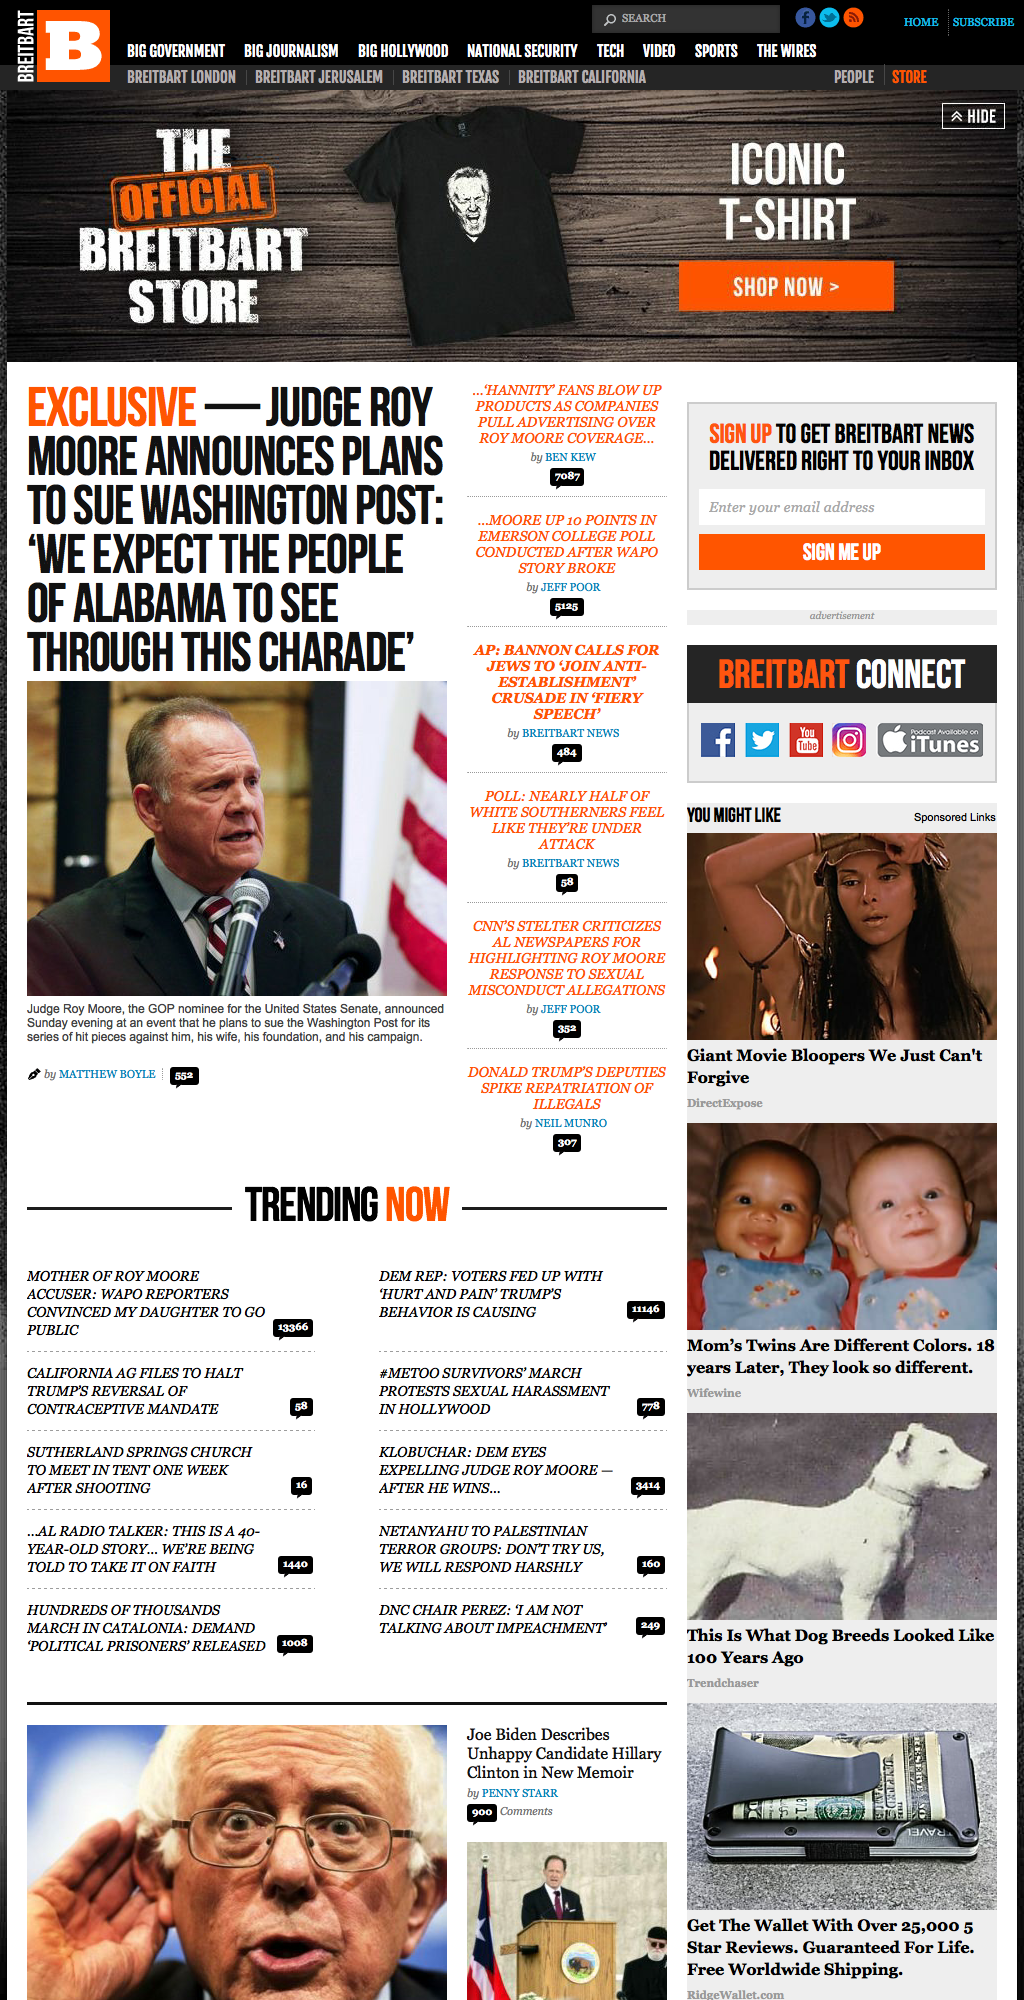 BREITBART
B
SEARCH
HOME
SUBSCRIBE
BIG GOVERNMENT BIG JOURNALISM BIG HOLLYWOOD NATIONAL SECURITY TECH VIDEO SPORTS THE WIRES
BREITBART LONDON BREITBART JERUSALEM BREITBART TEXAS BREITBART CALIFORNIA
PEOPLE STORE
HIDE
THE
OFFICIAL
BREITBART
STORE
ICONIC
T-SHIRT
SHOP NOW >
EXCLUSIVE — JUDGE ROY
MOORE ANNOUNCES PLANS
TO SUE WASHINGTON POST:
‘WE EXPECT THE PEOPLE
OF ALABAMA TO SEE
THROUGH THIS CHARADE’
Judge Roy Moore, the GOP nominee for the United States Senate, announced
Sunday evening at an event that he plans to sue the Washington Post for its
series of hit pieces against him, his wife, his foundation, and his campaign.
by MATTHEW BOYLE 552
…‘HANNITY’ FANS BLOW UP
PRODUCTS AS COMPANIES
PULL ADVERTISING OVER
ROY MOORE COVERAGE…
by BEN KEW
7087
…MOORE UP 10 POINTS IN
EMERSON COLLEGE POLL
CONDUCTED AFTER WAPO
STORY BROKE
by JEFF POOR
5125
AP: BANNON CALLS FOR
JEWS TO ‘JOIN ANTI-
ESTABLISHMENT’
CRUSADE IN ‘FIERY
SPEECH’
by BREITBART NEWS
484
POLL: NEARLY HALF OF
WHITE SOUTHERNERS FEEL
LIKE THEY’RE UNDER
ATTACK
by BREITBART NEWS
58
CNN’S STELTER CRITICIZES
AL NEWSPAPERS FOR
HIGHLIGHTING ROY MOORE
RESPONSE TO SEXUAL
MISCONDUCT ALLEGATIONS
by JEFF POOR
352
DONALD TRUMP’S DEPUTIES
SPIKE REPATRIATION OF
ILLEGALS
by NEIL MUNRO
307
SIGN UP TO GET BREITBART NEWS
DELIVERED RIGHT TO YOUR INBOX
Enter your email address
SIGN ME UP
advertisement
BREITBART CONNECT
You
Tube
Podcast Available on
iTunes
YOU MIGHT LIKE
Sponsored Links
Giant Movie Bloopers We Just Can't
Forgive
DirectExpose
Mom’s Twins Are Different Colors. 18
years Later, They look so different.
Wifewine
This Is What Dog Breeds Looked Like
100 Years Ago
Trendchaser
TRAVEL
Get The Wallet With Over 25,000 5
Star Reviews. Guaranteed For Life.
Free Worldwide Shipping.
RidgeWallet.com
TRENDING NOW
MOTHER OF ROY MOORE
ACCUSER: WAPO REPORTERS
CONVINCED MY DAUGHTER TO GO
PUBLIC
13366
DEM REP: VOTERS FED UP WITH
‘HURT AND PAIN’ TRUMP’S
BEHAVIOR IS CAUSING
11146
CALIFORNIA AG FILES TO HALT
TRUMP’S REVERSAL OF
CONTRACEPTIVE MANDATE
58
#METOO SURVIVORS’ MARCH
PROTESTS SEXUAL HARASSMENT
IN HOLLYWOOD
778
SUTHERLAND SPRINGS CHURCH
TO MEET IN TENT ONE WEEK
AFTER SHOOTING
16
KLOBUCHAR: DEM EYES
EXPELLING JUDGE ROY MOORE —
AFTER HE WINS…
3414
…AL RADIO TALKER: THIS IS A 40-
YEAR-OLD STORY… WE’RE BEING
TOLD TO TAKE IT ON FAITH
1440
NETANYAHU TO PALESTINIAN
TERROR GROUPS: DON’T TRY US,
WE WILL RESPOND HARSHLY
160
HUNDREDS OF THOUSANDS
MARCH IN CATALONIA: DEMAND
‘POLITICAL PRISONERS’ RELEASED
1008
DNC CHAIR PEREZ: ‘I AM NOT
TALKING ABOUT IMPEACHMENT’
249
Joe Biden Describes
Unhappy Candidate Hillary
Clinton in New Memoir
by PENNY STARR
900 Comments